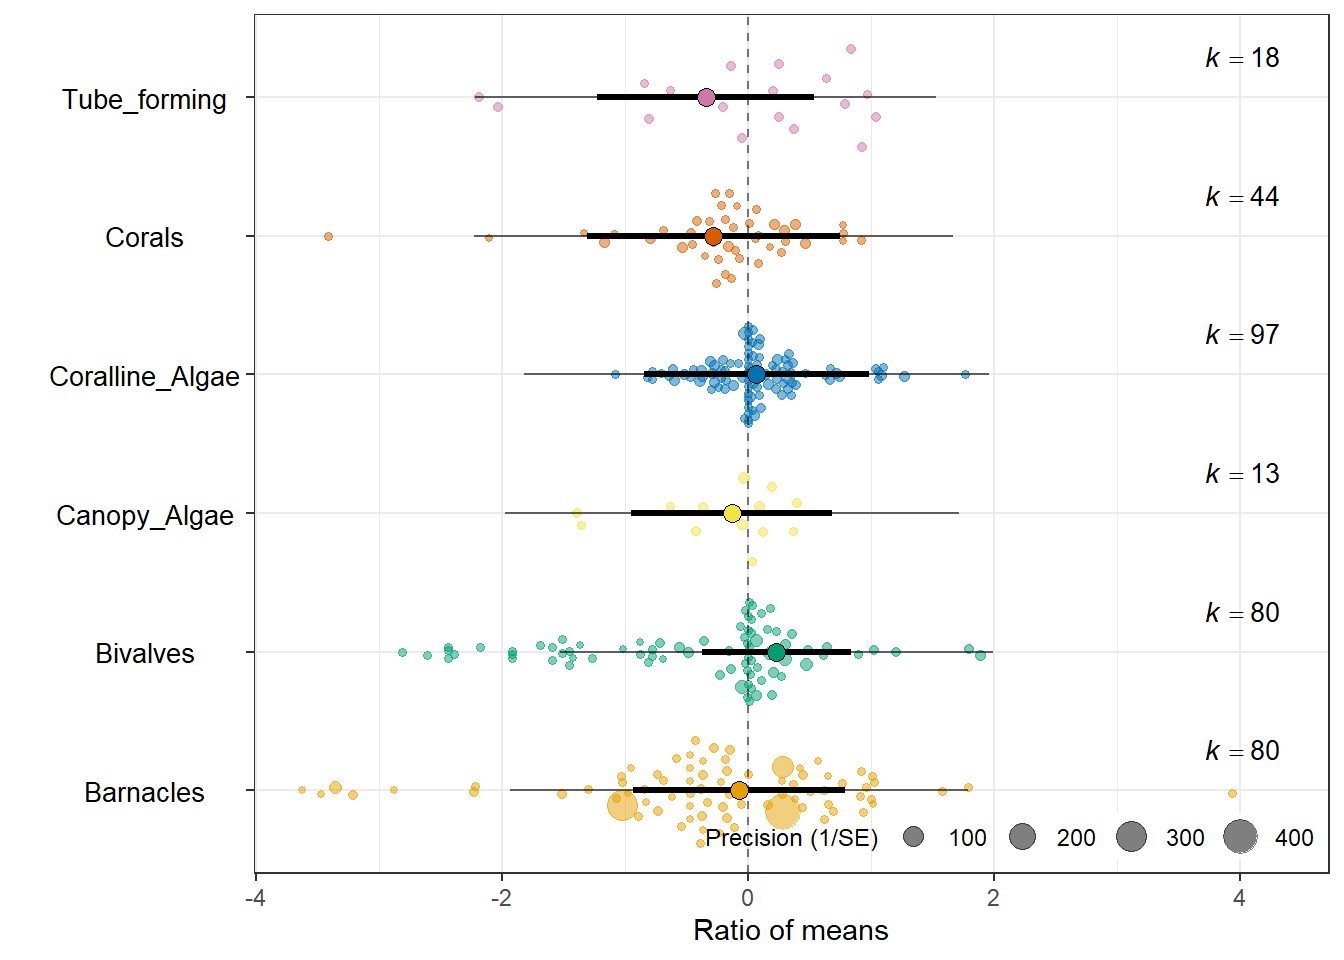 Tube_forming
k = 18
Corals
k = 44
Coralline_Algae
k = 97
Canopy_Algae
k = 13
Bivalves
k = 80
Barnacles
k = 80
Precision (1/SE) 100 200 300 400
-4 -2 0 2 4
Ratio of means